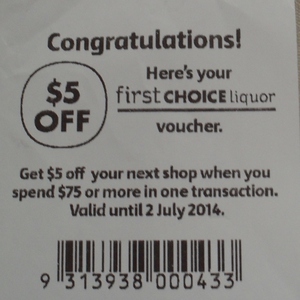 Congratulations!
$5 OFF
Here's your
first CHOICE liquor
voucher.
Get $5 off your next shop when you
spend $75 or more in one transaction.
Valid until 2 July 2014.
9 313938 000433